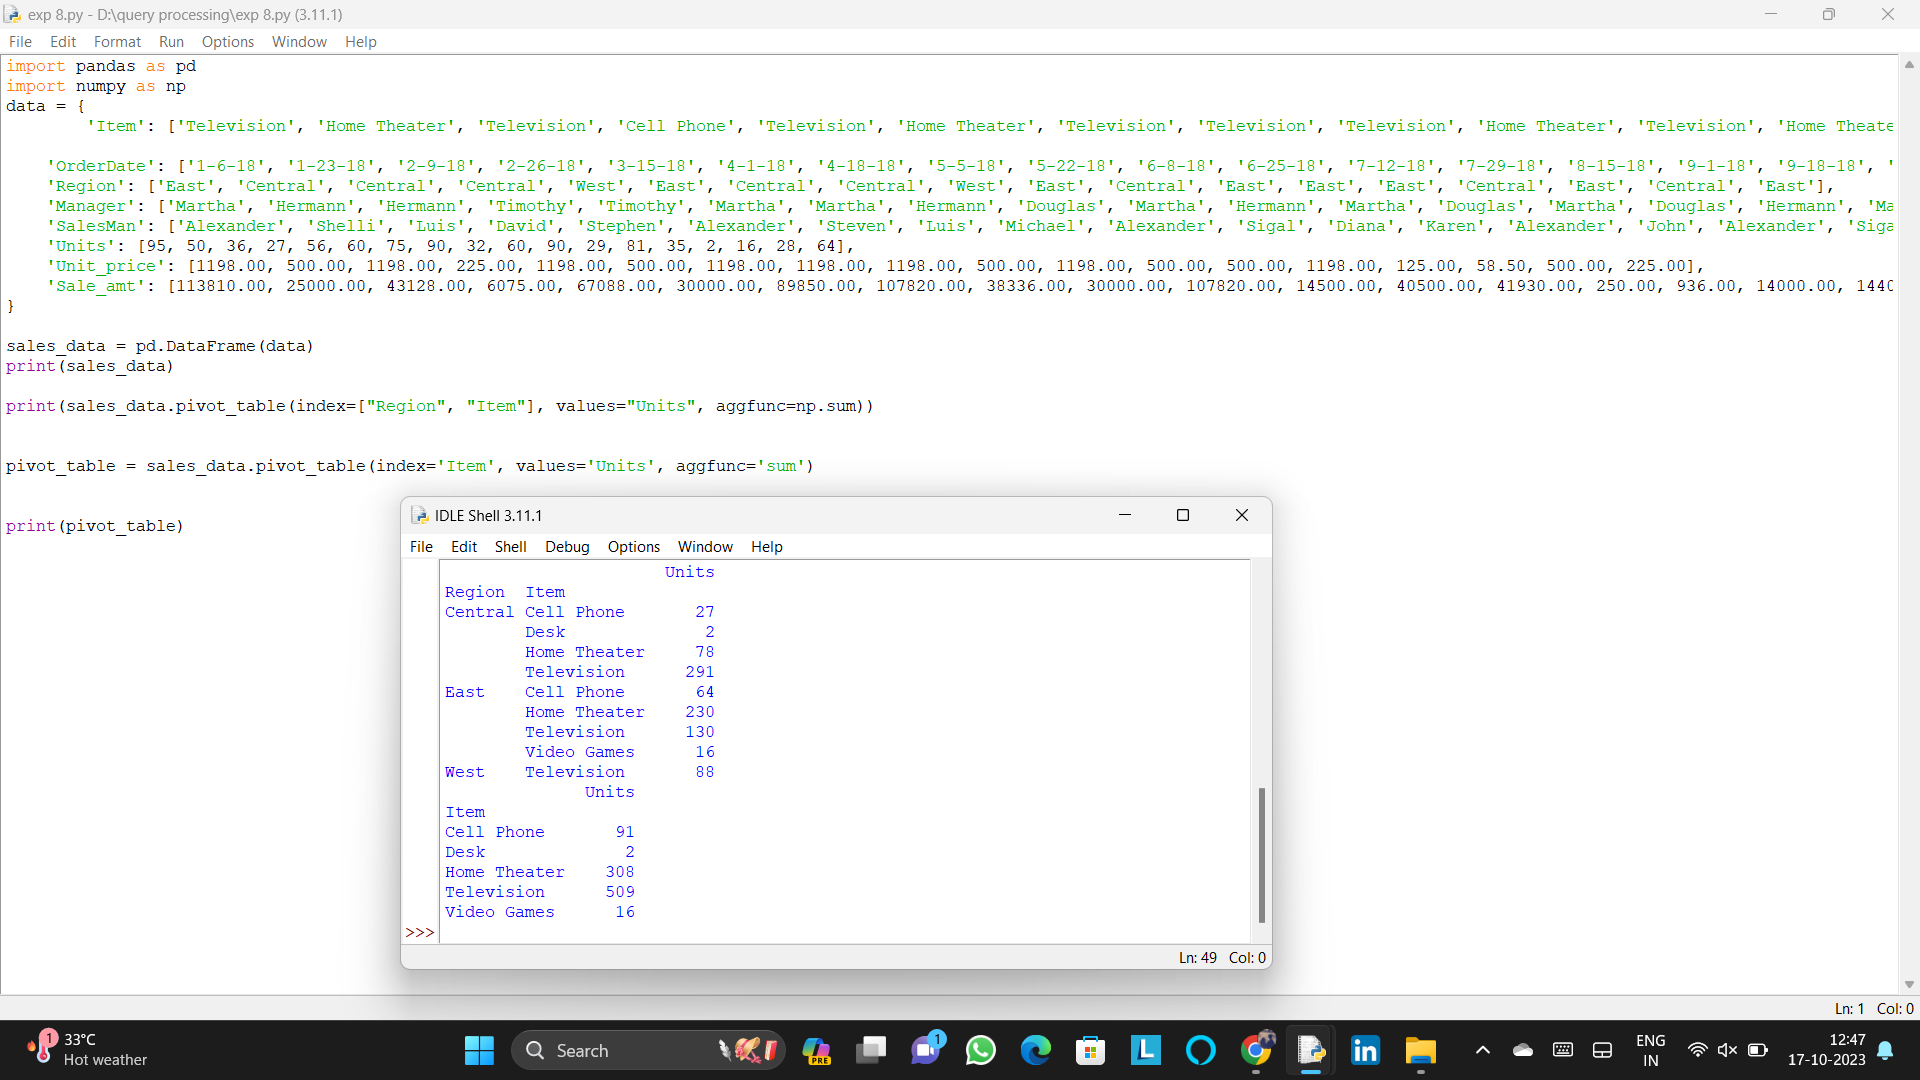 exp 8.py - D:\query processing\exp 8.py (3.11.1)
File Edit Format Run Options Window Help
import pandas as pd
import numpy as np
data = {
'Item': ['Television', 'Home Theater', 'Television', 'Cell Phone', 'Television', 'Home Theater', 'Television', 'Television', 'Television', 'Home Theater', 'Television', 'Home Theate
'OrderDate': ['1-6-18', '1-23-18', '2-9-18', '2-26-18', '3-15-18', '4-1-18', '4-18-18', '5-5-18', '5-22-18', '6-8-18', '6-25-18', '7-12-18', '7-29-18', '8-15-18', '9-1-18', '9-18-18', '
'Region': ['East', 'Central', 'Central', 'Central', 'West', 'East', 'Central', 'Central', 'West', 'East', 'Central', 'East', 'East', 'East', 'Central', 'East', 'Central', 'East'],
'Manager': ['Martha', 'Hermann', 'Hermann', 'Timothy', 'Timothy', 'Martha', 'Martha', 'Hermann', 'Douglas', 'Martha', 'Hermann', 'Martha', 'Douglas', 'Martha', 'Douglas', 'Hermann', 'Ma
'SalesMan': ['Alexander', 'Shelli', 'Luis', 'David', 'Stephen', 'Alexander', 'Steven', 'Luis', 'Michael', 'Alexander', 'Sigal', 'Diana', 'Karen', 'Alexander', 'John', 'Alexander', 'Siga
'Units': [95, 50, 36, 27, 56, 60, 75, 90, 32, 60, 90, 29, 81, 35, 2, 16, 28, 64],
'Unit_price': [1198.00, 500.00, 1198.00, 225.00, 1198.00, 500.00, 1198.00, 1198.00, 1198.00, 500.00, 1198.00, 500.00, 500.00, 1198.00, 125.00, 58.50, 500.00, 225.00],
'Sale_amt': [113810.00, 25000.00, 43128.00, 6075.00, 67088.00, 30000.00, 89850.00, 107820.00, 38336.00, 30000.00, 107820.00, 14500.00, 40500.00, 41930.00, 250.00, 936.00, 14000.00, 1440
}
sales_data = pd.DataFrame(data)
print(sales_data)
print(sales_data.pivot_table(index=["Region", "Item"], values="Units", aggfunc=np.sum))
pivot_table = sales_data.pivot_table(index='Item', values='Units', aggfunc='sum')
print(pivot_table)
IDLE Shell 3.11.1
File Edit Shell Debug Options Window Help
Units
Region Item
Central Cell Phone 27
Desk 2
Home Theater 78
Television 291
East Cell Phone 64
Home Theater 230
Television 130
Video Games 16
West Television 88
Units
Item
Cell Phone 91
Desk 2
Home Theater 308
Television 509
Video Games 16
>>>
Ln: 49 Col: 0
Ln: 1 Col: 0
1
33°C
Hot weather
Search
PRE
1
L
in
ENG
IN
12:47
17-10-2023